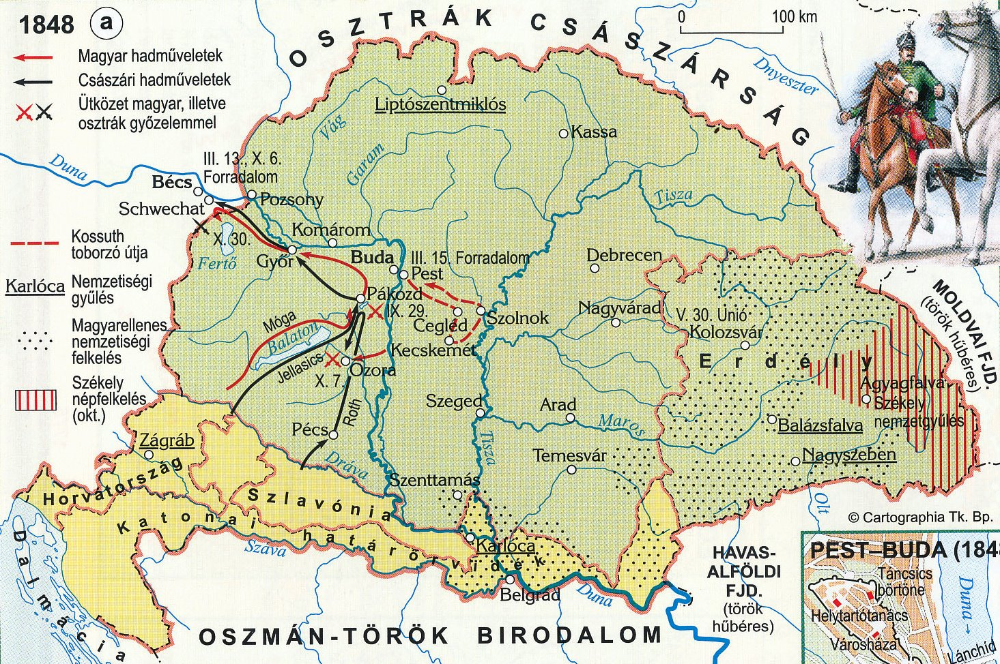 1848 a
OSZTRÁK CSÁSZÁRSÁG
0 100 km
Magyar hadműveletek
Császári hadműveletek
Ütközet magyar, illetve
osztrák győzelemmel
Dnyeszter
Liptószentmiklós
Vág
Kassa
Garam
Duna
III. 13., X. 6.
Forradalom
Bécs
Schwechat
Pozsony
Tisza
X. 30.
Fertő
Komárom
Győr
Kossuth
toborzó útja
Karlóca
Nemzetiségi
gyűlés
Magyarellenes
nemzetiségi
felkelés
Székely
népfelkelés
(okt.)
Buda
III. 15. Forradalom
Pest
Debrecen
Pákozd
IX. 29.
Móga
Balaton
Jellasics
Cegléd
Szolnok
Kecskemét
Nagyvárad
V. 30. Unió
Kolozsvár
MOLDVAI FJD.
(török hűbéres)
Ozora
X. 7.
Erdély
Agyagfalva
Székely
nemzetgyűlés
Roth
Szeged
Arad
Maros
Balázsfalva
Pécs
Zágráb
Dráva
Tisza
Temesvár
Nagyszeben
Szenttamás
Horvátország
Szlavónia
Katonai határőrvidék
Száva
Karlóca
Belgrád
Duna
Olt
Dalmácia
OSZMÁN-TÖRÖK BIRODALOM
HAVAS-
ALFÖLDI
FJD.
(török
hűbéres)
© Cartographia Tk. Bp.
PEST–BUDA (1848
Táncsics
börtöne
Helytartótanács
Városháza
Duna
Lánchíd